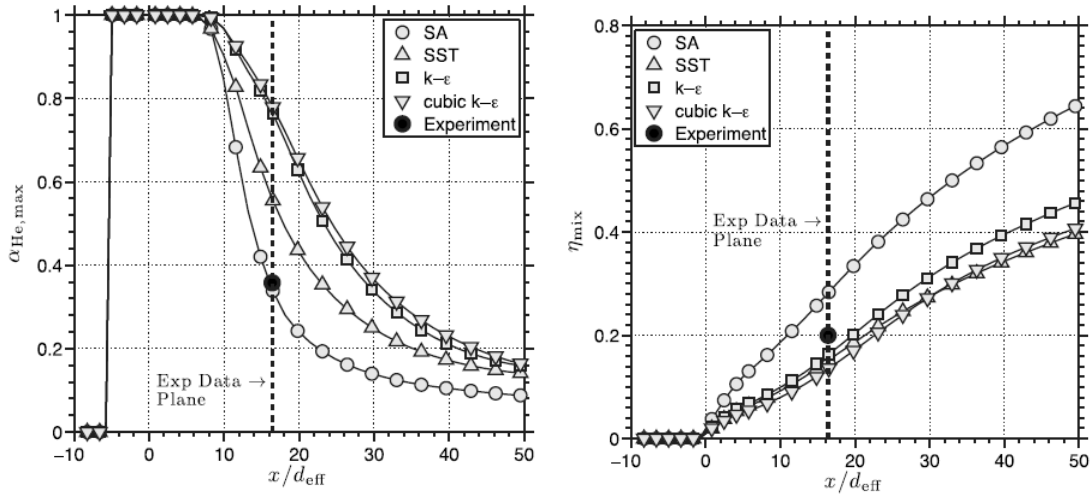 1
0.8
0.6
0.4
0.2
0
−10
0
10
20
30
40
50
α_He,max
x/d_eff
SA
SST
k−ε
cubic k−ε
Experiment
Exp Data →
Plane
0.8
0.6
0.4
0.2
0
−10
0
10
20
30
40
50
η_mix
x/d_eff
SA
SST
k−ε
cubic k−ε
Experiment
Exp Data →
Plane